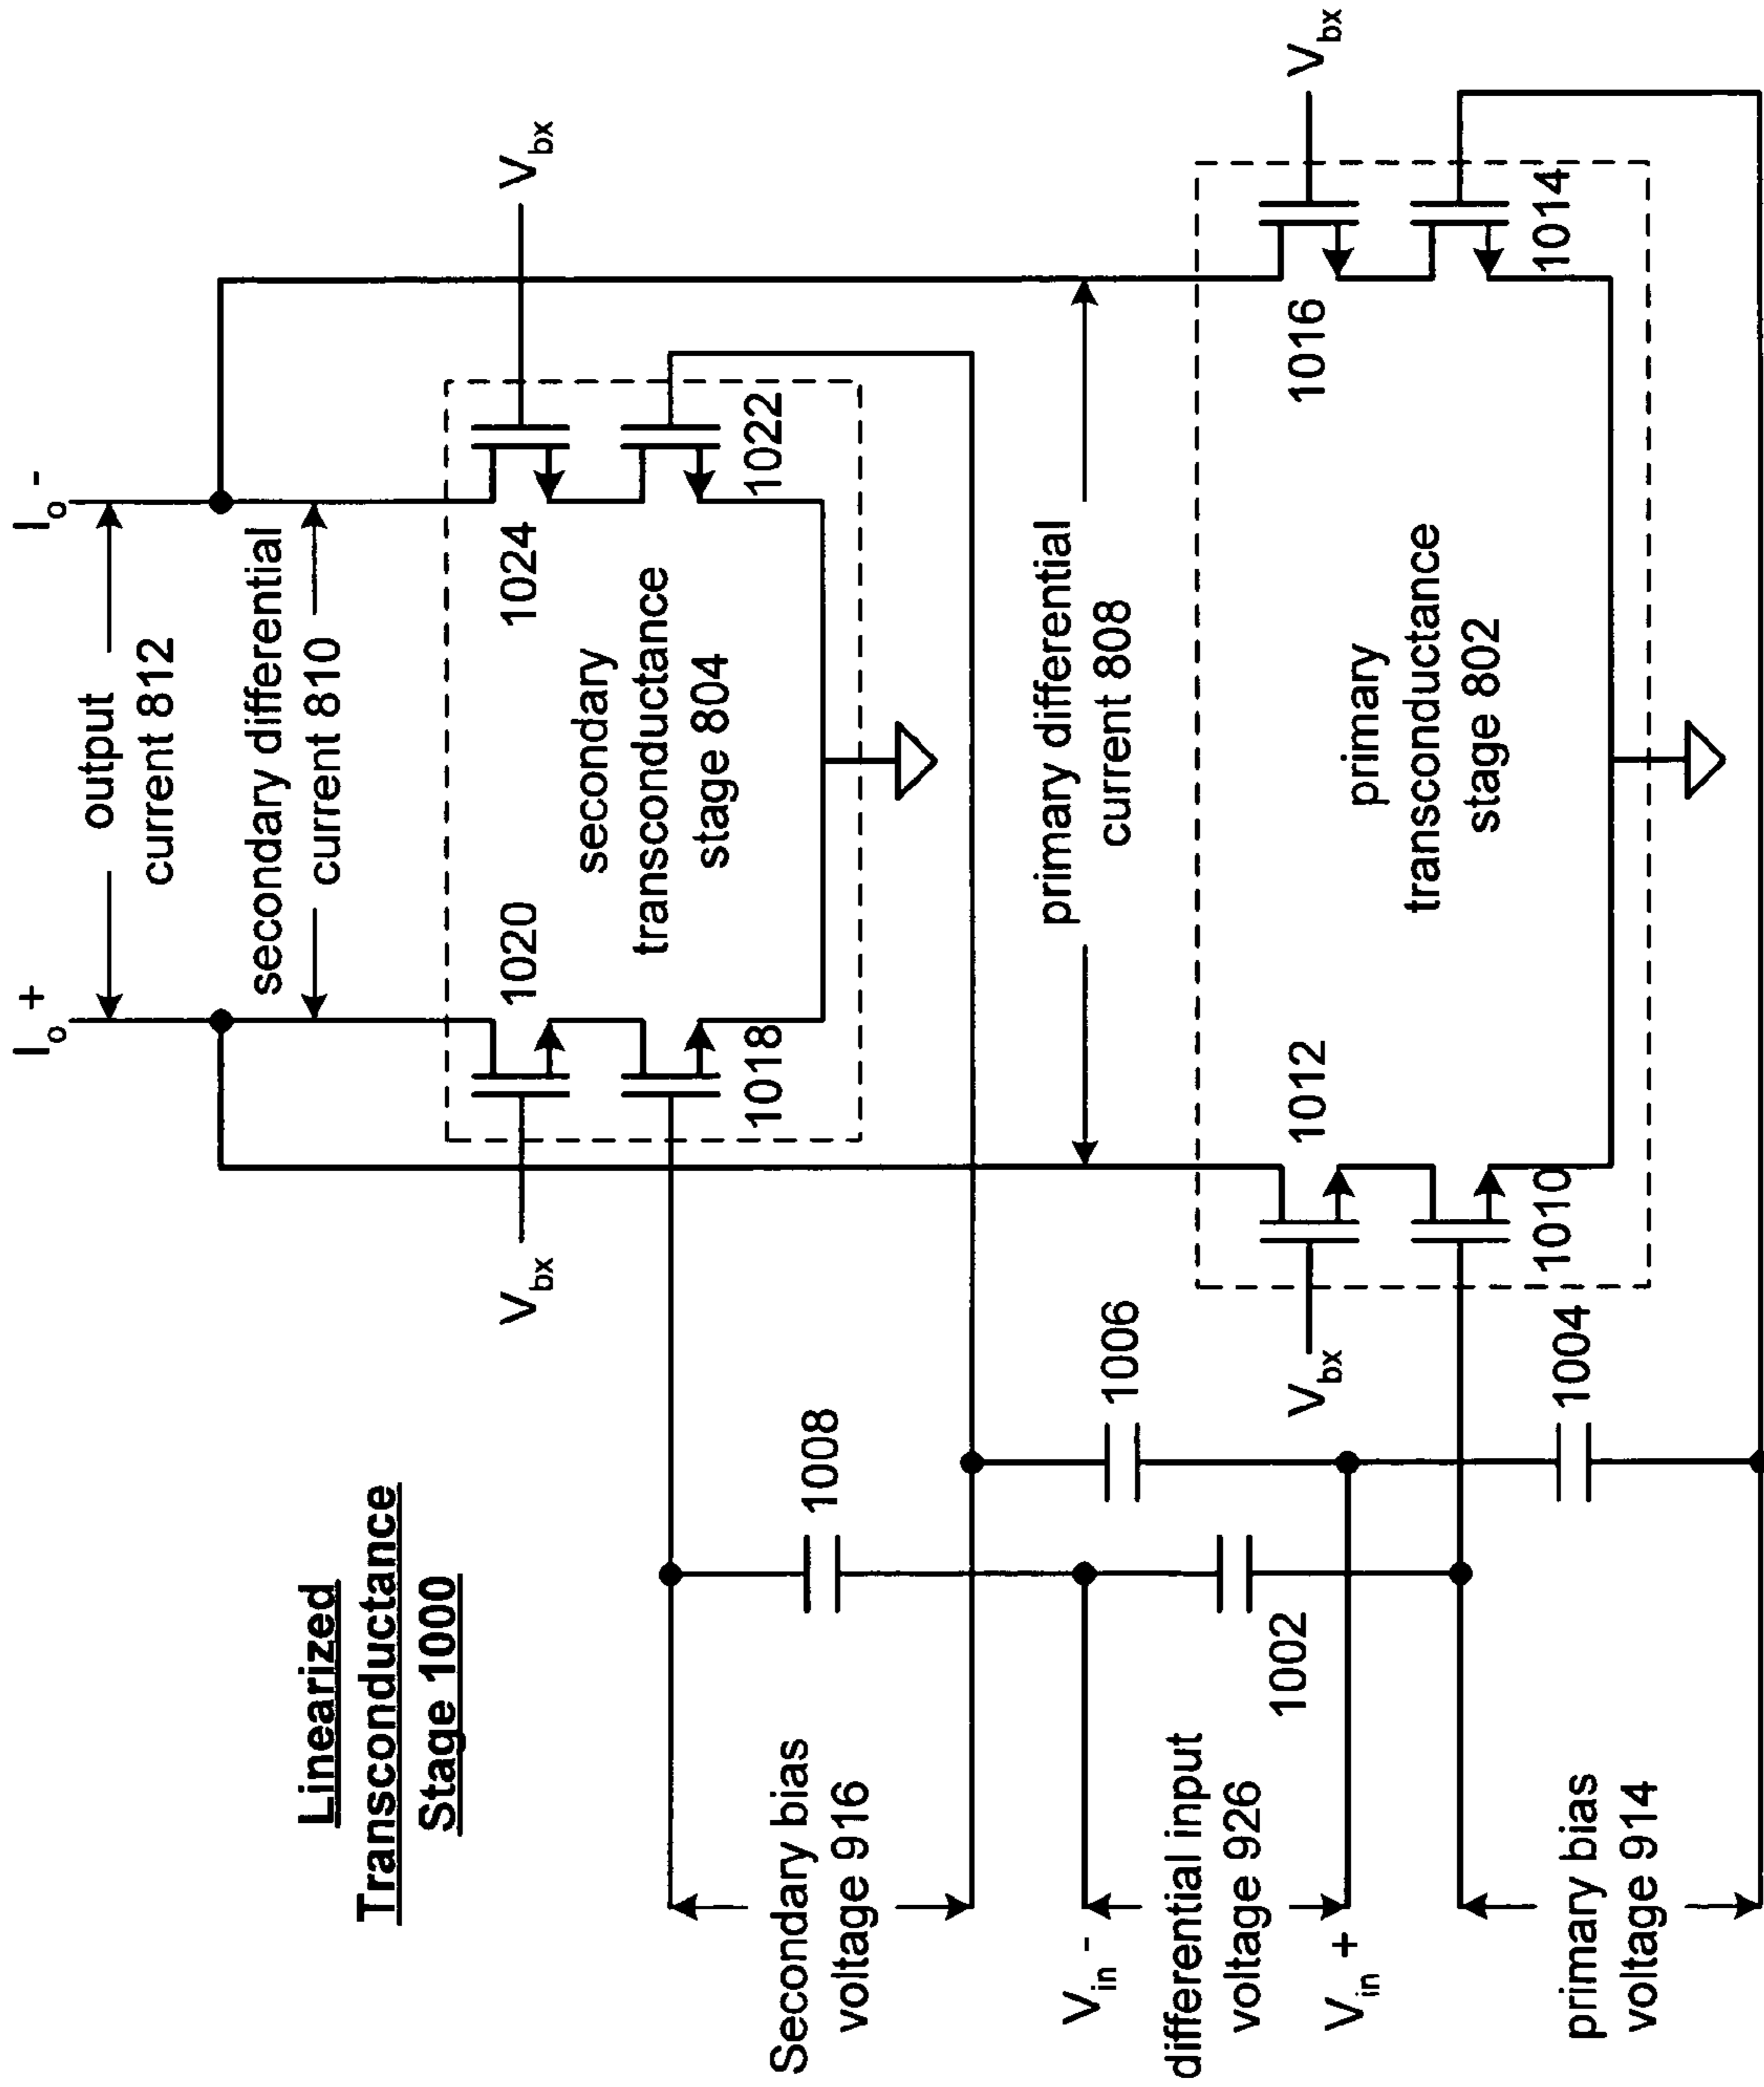 Linearized
Transconductance
Stage 1000
I_o +
I_o -
output
current 812
secondary differential
current 810
V_bx
V_bx
1020
1024
1018
1022
secondary
transconductance
stage 804
Secondary bias
voltage 916
1008
1006
V_in -
differential input
voltage 926
V_in +
1002
1004
primary differential
current 808
V_bx
V_bx
1012
1016
1010
1014
primary
transconductance
stage 802
primary bias
voltage 914